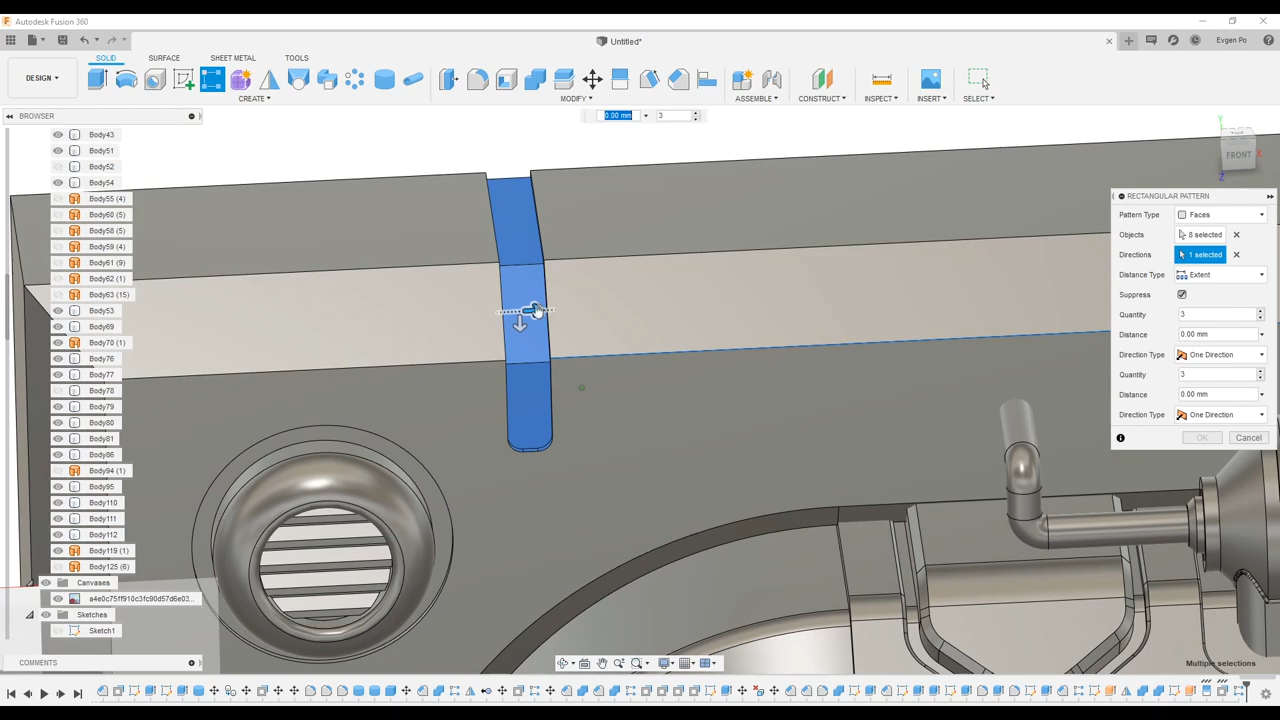 Autodesk Fusion 360
Untitled*
Evgen Po
SOLID SURFACE SHEET METAL TOOLS
DESIGN
CREATE MODIFY ASSEMBLE CONSTRUCT INSPECT INSERT SELECT
BROWSER
0.00 mm 3
Body43
Body51
Body52
Body54
Body55 (4)
Body60 (5)
Body58 (5)
Body59 (4)
Body61 (9)
Body62 (1)
Body63 (15)
Body53
Body69
Body70 (1)
Body76
Body77
Body78
Body79
Body80
Body81
Body86
Body94 (1)
Body95
Body110
Body111
Body112
Body119 (1)
Body125 (6)
Canvases
a4e0c75ff910c3fc90d57d6e03...
Sketches
Sketch1
COMMENTS
Y
FRONT
X
Z
RECTANGULAR PATTERN
Pattern Type Faces
Objects 8 selected
Directions 1 selected
Distance Type Extent
Suppress
Quantity 3
Distance 0.00 mm
Direction Type One Direction
Quantity 3
Distance 0.00 mm
Direction Type One Direction
OK Cancel
Multiple selections